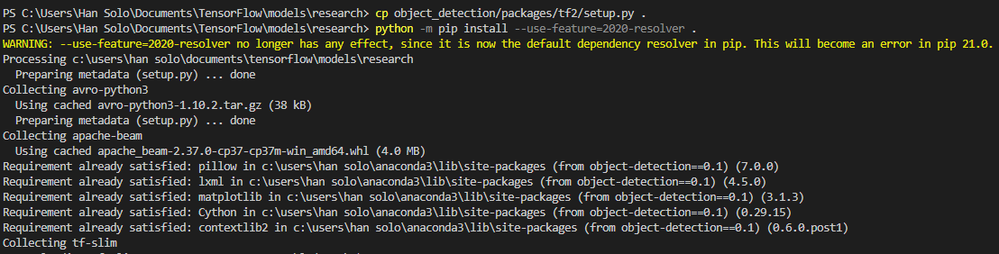 PS C:\Users\Han Solo\Documents\TensorFlow\models\research> cp object_detection/packages/tf2/setup.py .
PS C:\Users\Han Solo\Documents\TensorFlow\models\research> python -m pip install --use-feature=2020-resolver .
WARNING: --use-feature=2020-resolver no longer has any effect, since it is now the default dependency resolver in pip. This will become an error in pip 21.0.
Processing c:\users\han solo\documents\tensorflow\models\research
  Preparing metadata (setup.py) ... done
Collecting avro-python3
  Using cached avro-python3-1.10.2.tar.gz (38 kB)
  Preparing metadata (setup.py) ... done
Collecting apache-beam
  Using cached apache_beam-2.37.0-cp37-cp37m-win_amd64.whl (4.0 MB)
Requirement already satisfied: pillow in c:\users\han solo\anaconda3\lib\site-packages (from object-detection==0.1) (7.0.0)
Requirement already satisfied: lxml in c:\users\han solo\anaconda3\lib\site-packages (from object-detection==0.1) (4.5.0)
Requirement already satisfied: matplotlib in c:\users\han solo\anaconda3\lib\site-packages (from object-detection==0.1) (3.1.3)
Requirement already satisfied: Cython in c:\users\han solo\anaconda3\lib\site-packages (from object-detection==0.1) (0.29.15)
Requirement already satisfied: contextlib2 in c:\users\han solo\anaconda3\lib\site-packages (from object-detection==0.1) (0.6.0.post1)
Collecting tf-slim